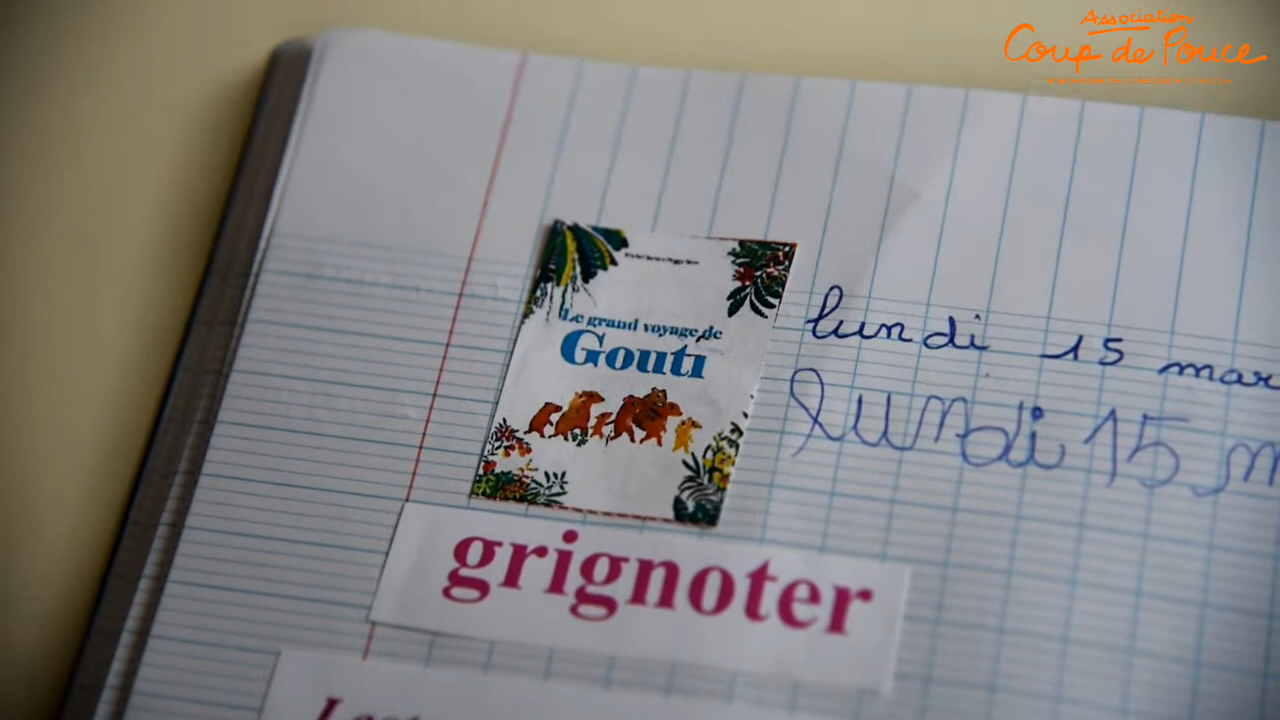 Association
Coup de Pouce
Le grand voyage de
Gouti
lundi 15 mar
lundi 15 m
grignoter